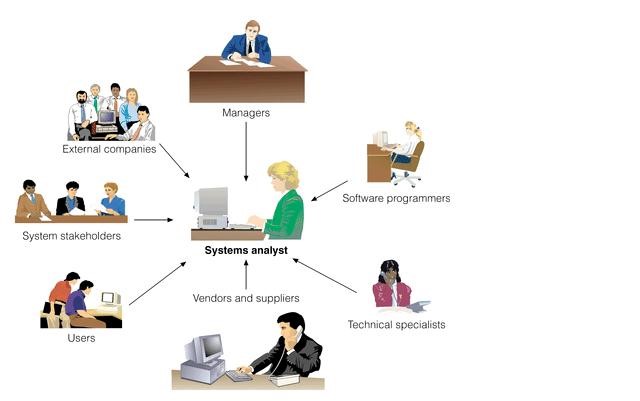 Managers
External companies
Software programmers
System stakeholders
Systems analyst
Vendors and suppliers
Technical specialists
Users